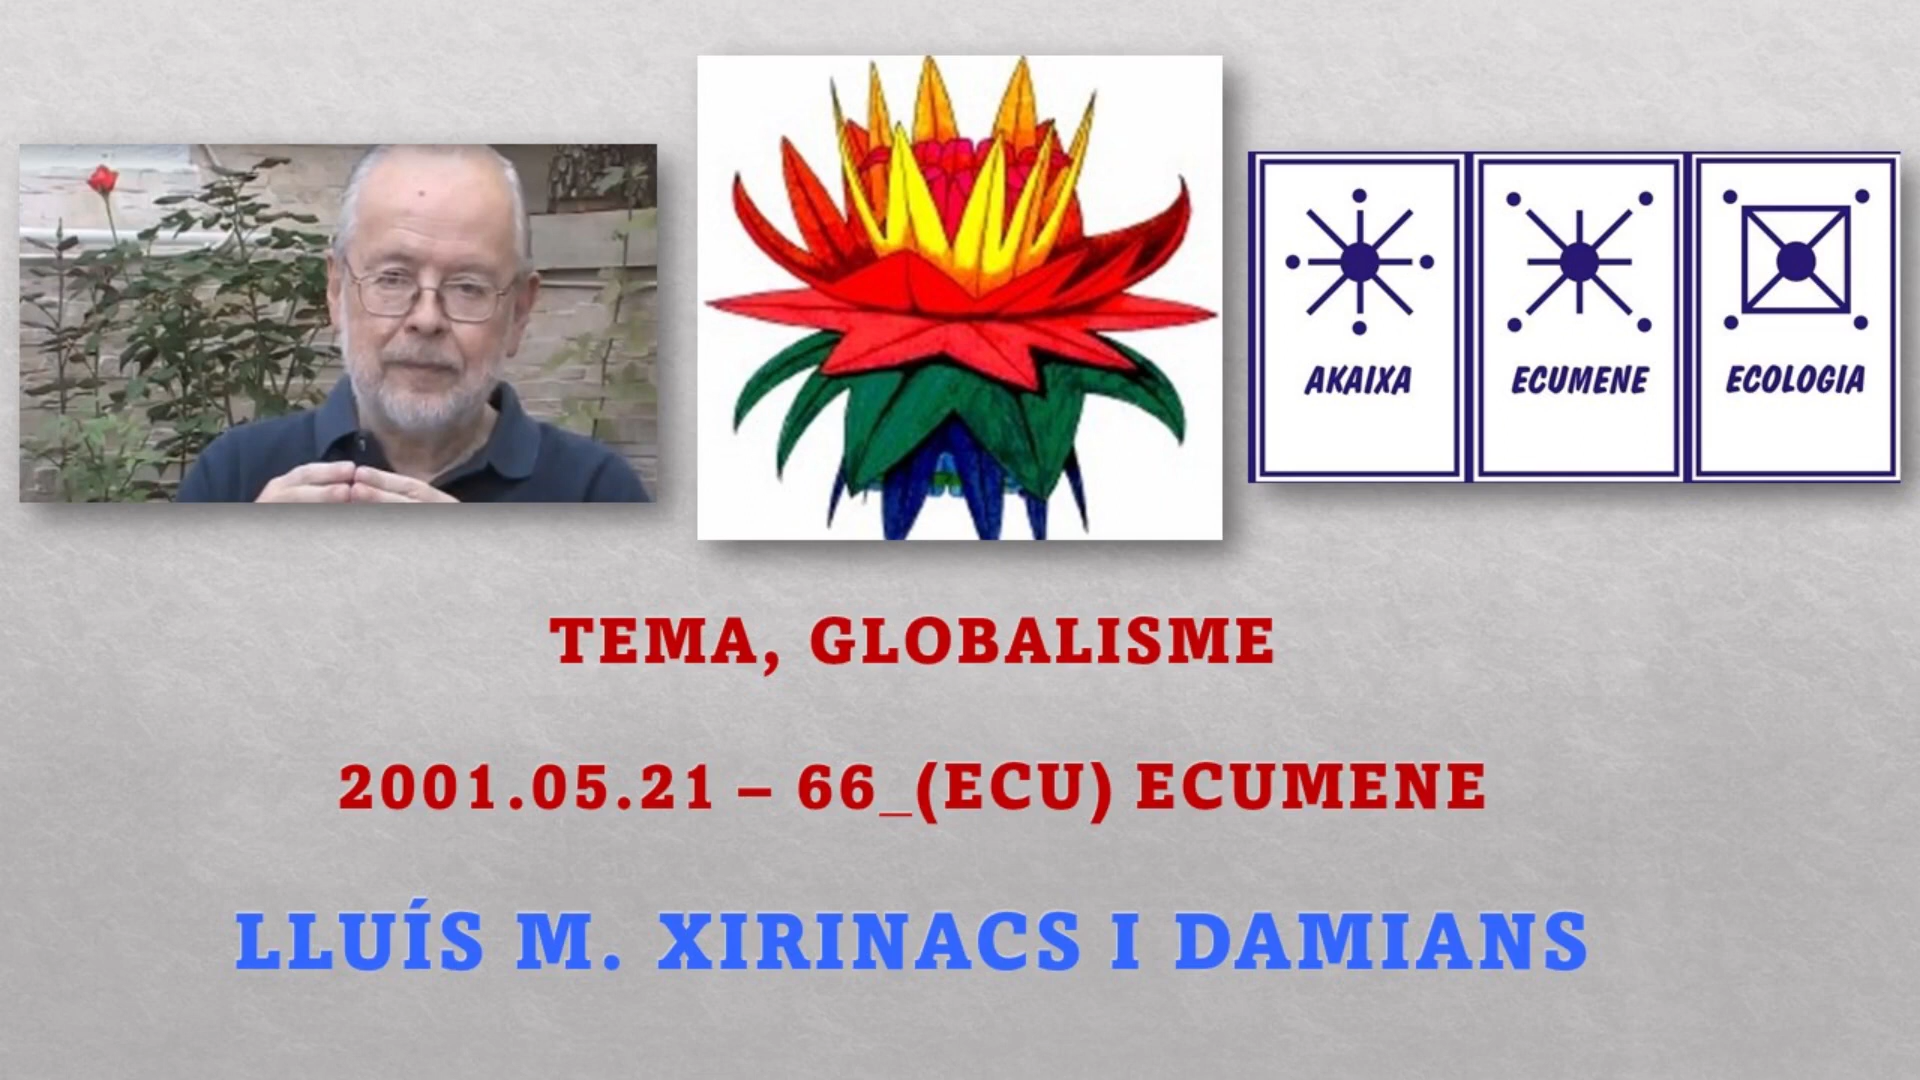 AKAIXA
ECUMENE
ECOLOGIA
TEMA, GLOBALISME
2001.05.21 – 66_(ECU) ECUMENE
LLUÍS M. XIRINACS I DAMIANS